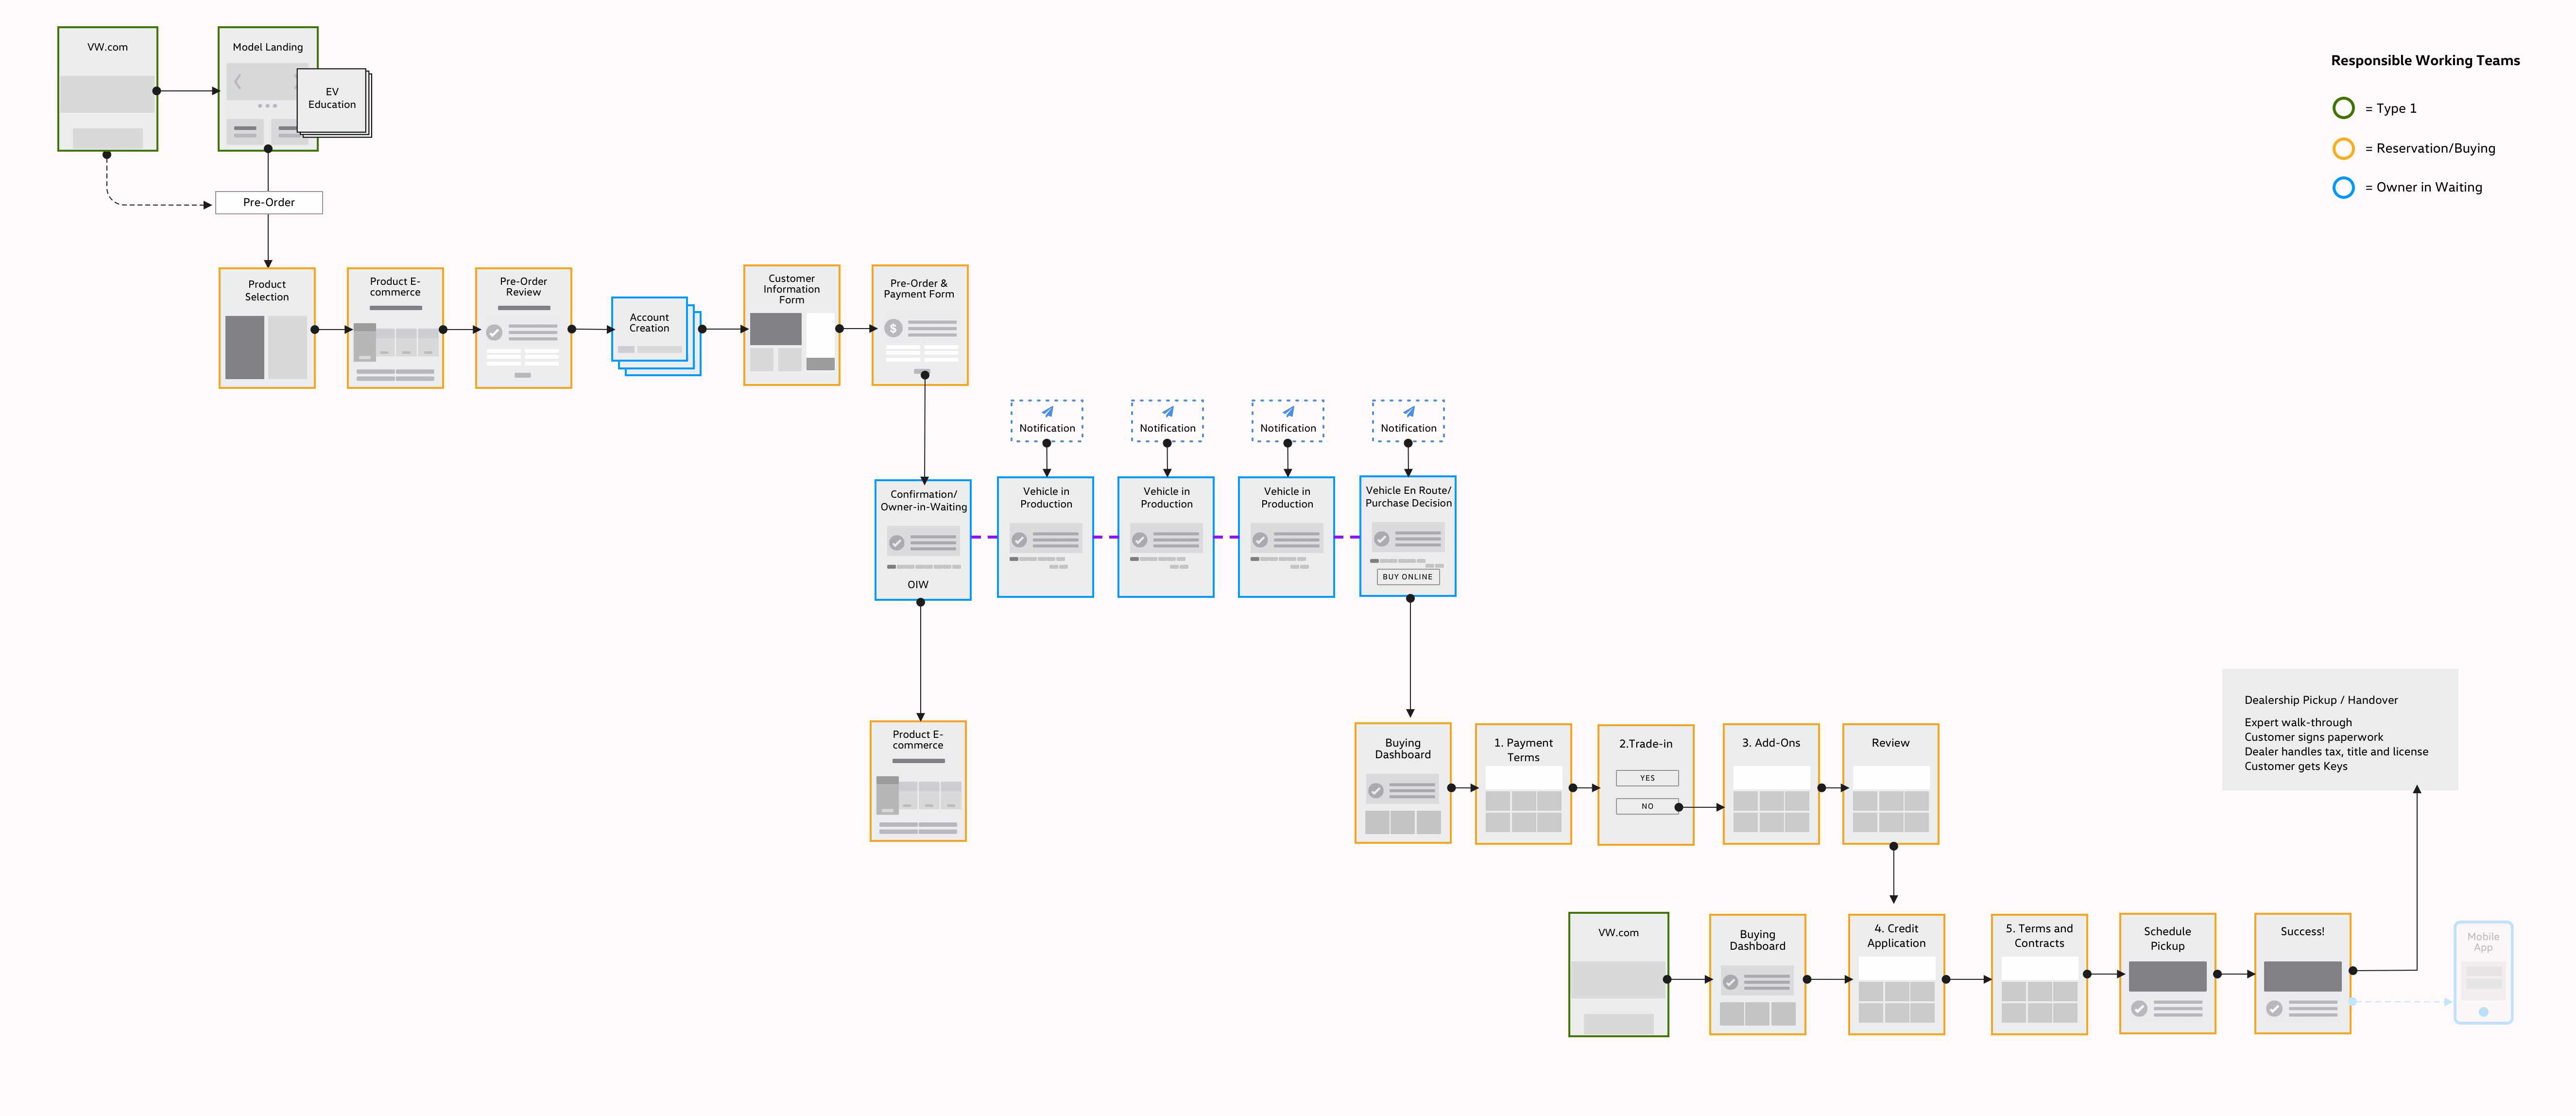 VW.com
Model Landing
EV
Education
Responsible Working Teams
= Type 1
= Reservation/Buying
= Owner in Waiting
Pre-Order
Product
Selection
Product E-
commerce
Pre-Order
Review
Account
Creation
Customer
Information
Form
Pre-Order &
Payment Form
$
Notification
Notification
Notification
Notification
Confirmation/
Owner-in-Waiting
OIW
Vehicle in
Production
Vehicle in
Production
Vehicle in
Production
Vehicle En Route/
Purchase Decision
BUY ONLINE
Product E-
commerce
Buying
Dashboard
1. Payment
Terms
2.Trade-in
YES
NO
3. Add-Ons
Review
Dealership Pickup / Handover
Expert walk-through
Customer signs paperwork
Dealer handles tax, title and license
Customer gets Keys
VW.com
Buying
Dashboard
4. Credit
Application
5. Terms and
Contracts
Schedule
Pickup
Success!
Mobile
App